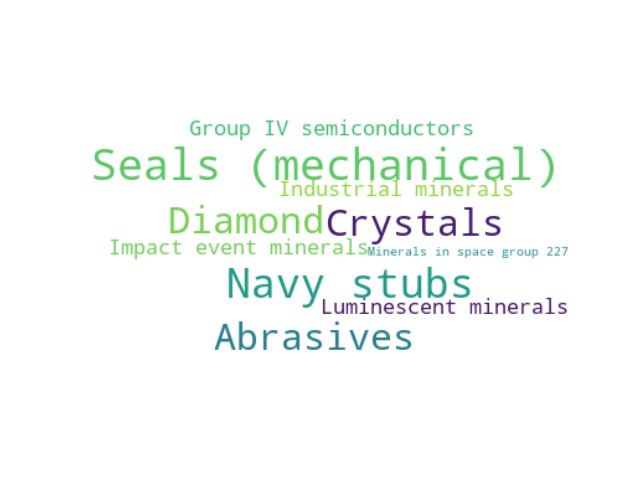 Group IV semiconductors
Seals (mechanical)
Industrial minerals
Diamond Crystals
Impact event minerals Minerals in space group 227
Navy stubs
Luminescent minerals
Abrasives